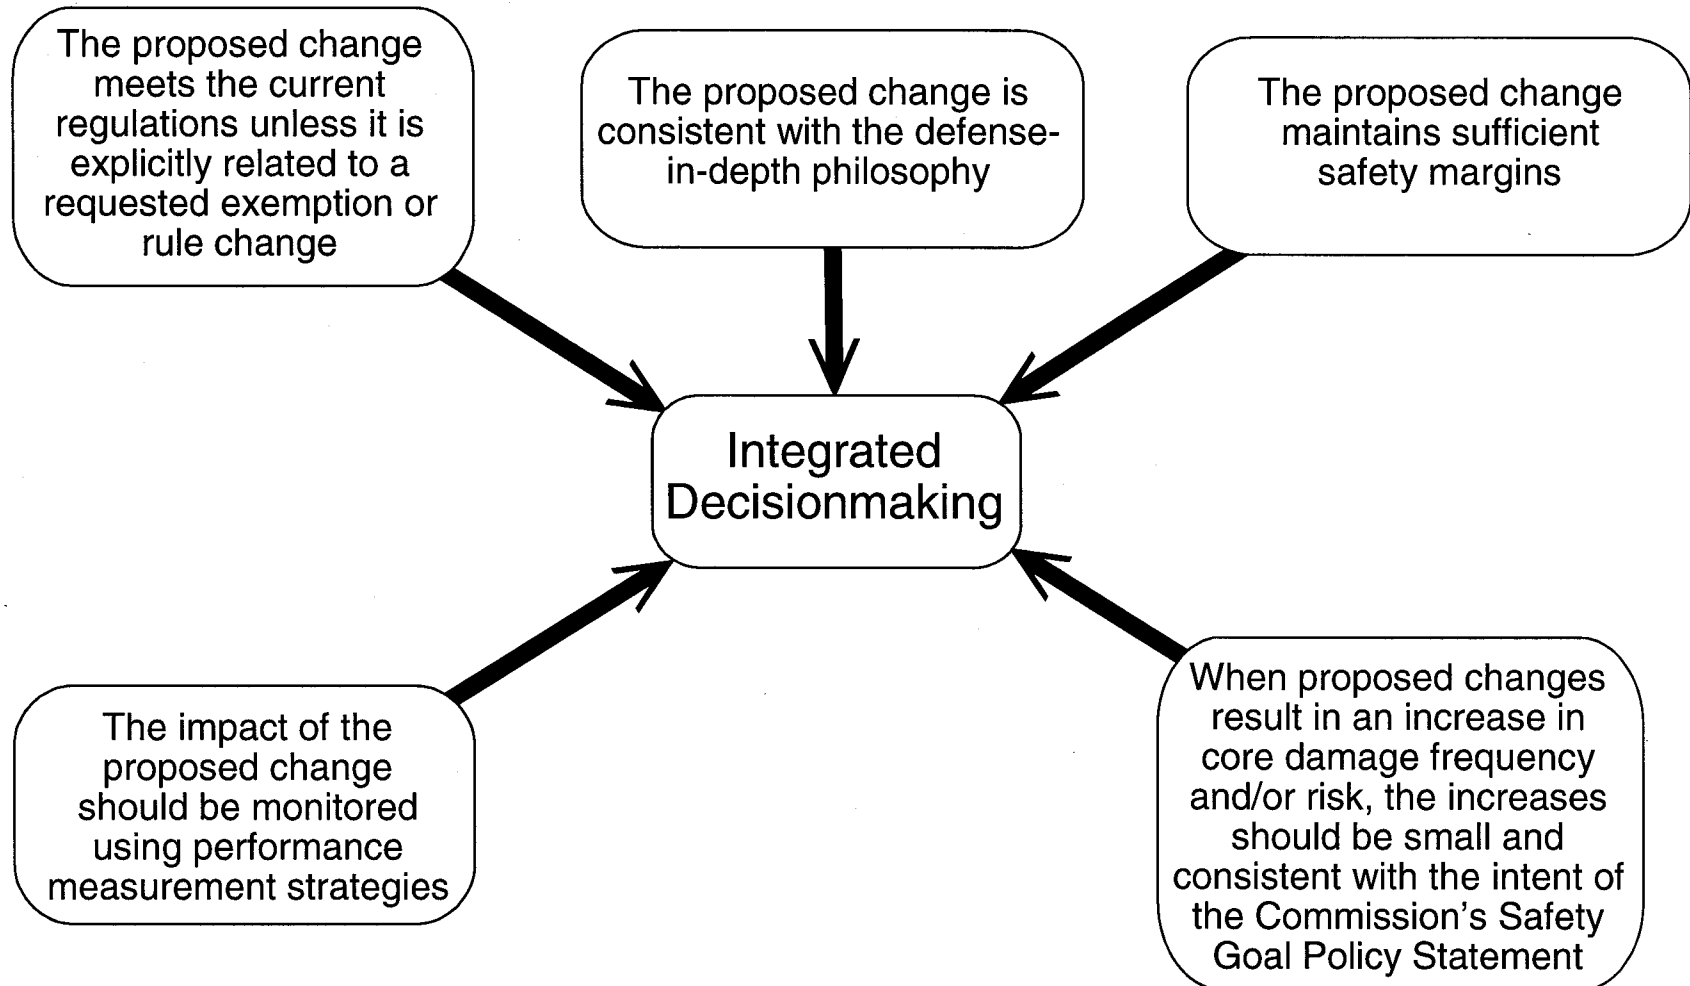 The proposed change
meets the current
regulations unless it is
explicitly related to a
requested exemption or
rule change
The proposed change is
consistent with the defense-
in-depth philosophy
The proposed change
maintains sufficient
safety margins
Integrated
Decisionmaking
The impact of the
proposed change
should be monitored
using performance
measurement strategies
When proposed changes
result in an increase in
core damage frequency
and/or risk, the increases
should be small and
consistent with the intent of
the Commission's Safety
Goal Policy Statement